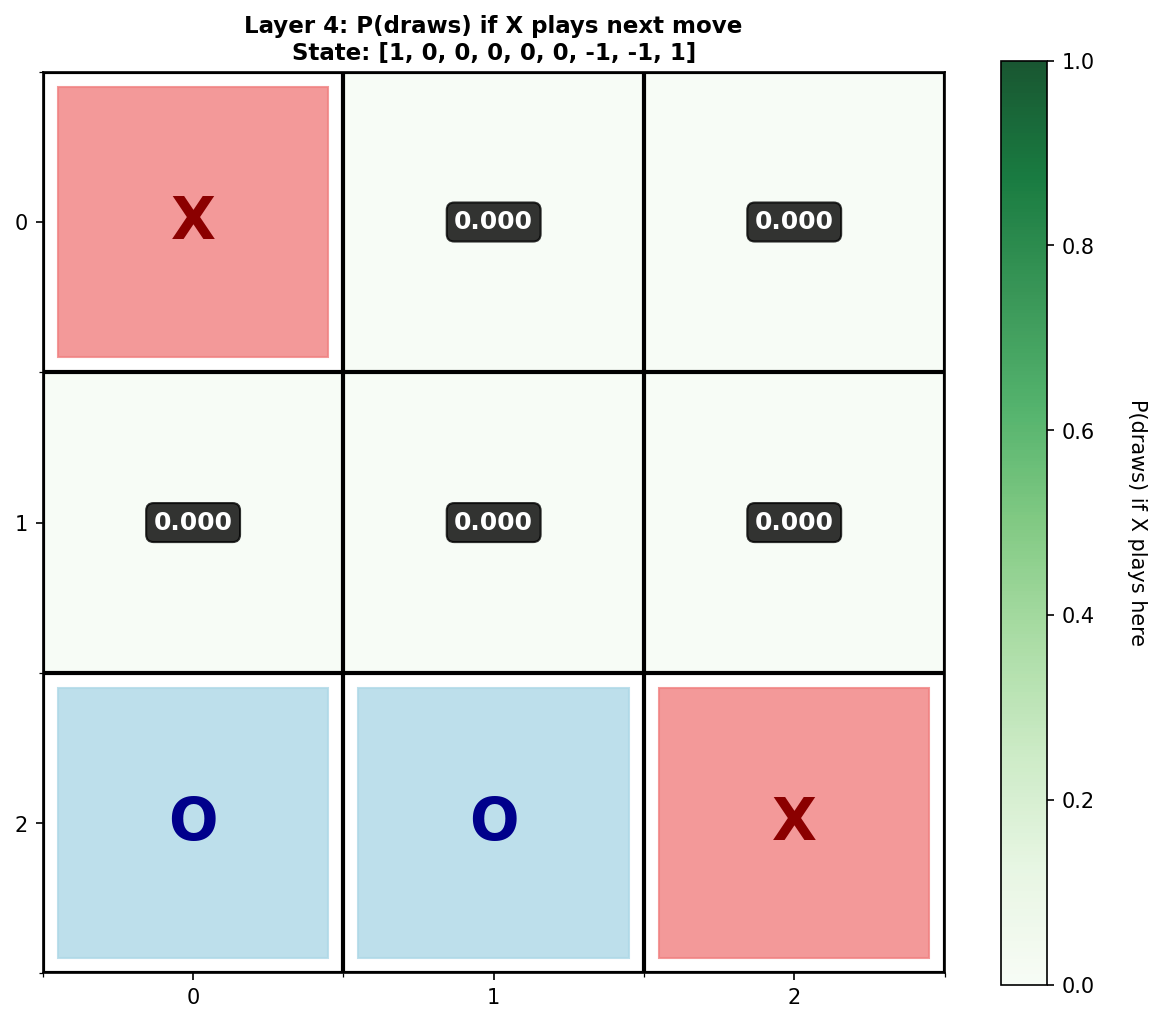 Layer 4: P(draws) if X plays next move
State: [1, 0, 0, 0, 0, 0, -1, -1, 1]
0
X
0.000
0.000
1
0.000
0.000
0.000
2
O
O
X
0
1
2
1.0
0.8
0.6
0.4
0.2
0.0
P(draws) if X plays here